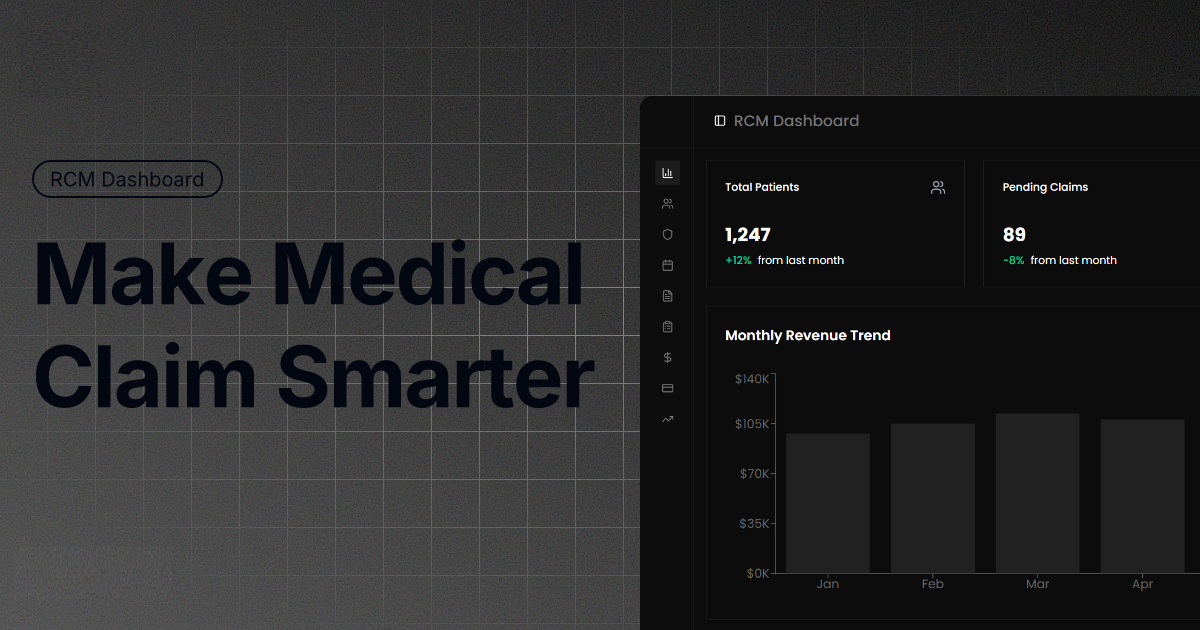 RCM Dashboard
Make Medical
Claim Smarter
RCM Dashboard
Total Patients
1,247
+12% from last month
Pending Claims
89
-8% from last month
Monthly Revenue Trend
$140K
$105K
$70K
$35K
$0K
Jan Feb Mar Apr